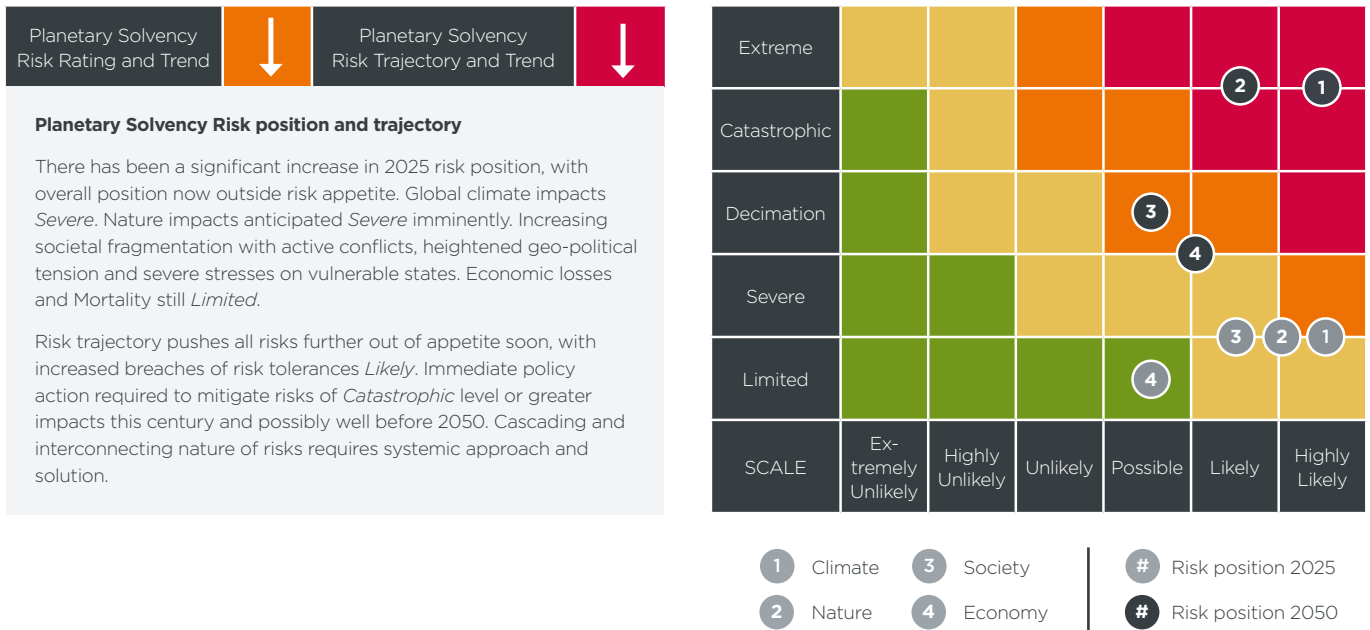 Planetary Solvency
Risk Rating and Trend
Planetary Solvency
Risk Trajectory and Trend
Planetary Solvency Risk position and trajectory
There has been a significant increase in 2025 risk position, with
overall position now outside risk appetite. Global climate impacts
Severe. Nature impacts anticipated Severe imminently. Increasing
societal fragmentation with active conflicts, heightened geo-political
tension and severe stresses on vulnerable states. Economic losses
and Mortality still Limited.
Risk trajectory pushes all risks further out of appetite soon, with
increased breaches of risk tolerances Likely. Immediate policy
action required to mitigate risks of Catastrophic level or greater
impacts this century and possibly well before 2050. Cascading and
interconnecting nature of risks requires systemic approach and
solution.
Extreme
2
1
Catastrophic
Decimation
3
4
Severe
3
2
1
Limited
4
SCALE
Ex-
tremely
Unlikely
Highly
Unlikely
Unlikely
Possible
Likely
Highly
Likely
1 Climate
3 Society
# Risk position 2025
2 Nature
4 Economy
# Risk position 2050